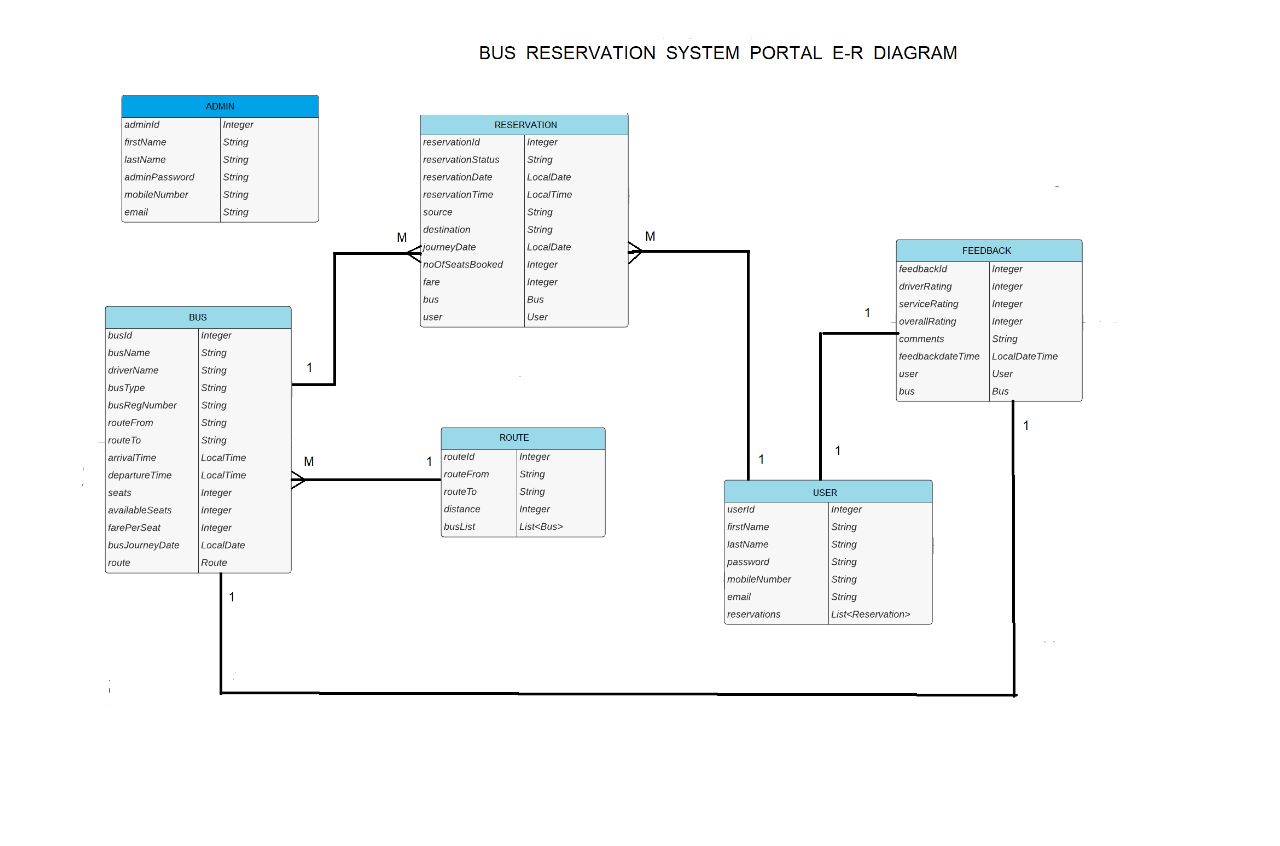 BUS RESERVATION SYSTEM PORTAL E-R DIAGRAM
ADMIN
adminId Integer
firstName String
lastName String
adminPassword String
mobileNumber String
email String
RESERVATION
reservationId Integer
reservationStatus String
reservationDate LocalDate
reservationTime LocalTime
source String
destination String
journeyDate LocalDate
noOfSeatsBooked Integer
fare Integer
bus Bus
user User
M
M
FEEDBACK
feedbackId Integer
driverRating Integer
serviceRating Integer
overallRating Integer
comments String
feedbackdateTime LocalDateTime
user User
bus Bus
1
1
BUS
busId Integer
busName String
driverName String
busType String
busRegNumber String
routeFrom String
routeTo String
arrivalTime LocalTime
departureTime LocalTime
seats Integer
availableSeats Integer
farePerSeat Integer
busJourneyDate LocalDate
route Route
1
M
1
1
ROUTE
routeId Integer
routeFrom String
routeTo String
distance Integer
busList List<Bus>
1
1
USER
userId Integer
firstName String
lastName String
password String
mobileNumber String
email String
reservations List<Reservation>